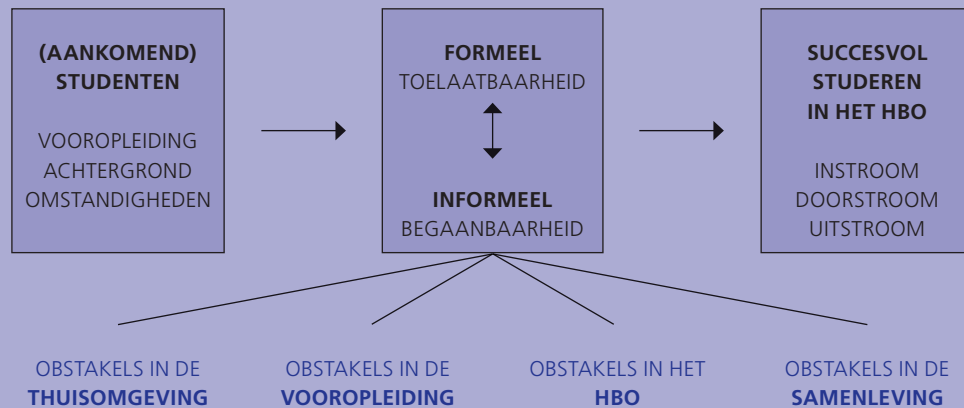 (AANKOMEND)
STUDENTEN
VOOROPLEIDING
ACHTERGROND
OMSTANDIGHEDEN
FORMEEL
TOELAATBAARHEID
INFORMEEL
BEGAANBAARHEID
SUCCESVOL
STUDEREN
IN HET HBO
INSTROOM
DOORSTROOM
UITSTROOM
OBSTAKELS IN DE
THUISOMGEVING
OBSTAKELS IN DE
VOOROPLEIDING
OBSTAKELS IN HET
HBO
OBSTAKELS IN DE
SAMENLEVING